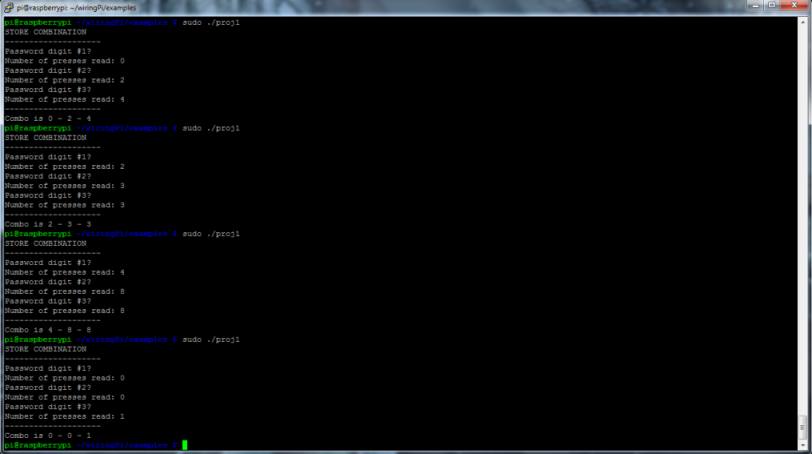 pi@raspberrypi: ~/wiringPi/examples
pi@raspberrypi ~/wiringPi/examples $ sudo ./proj1
STORE COMBINATION
--------------------
Password digit #1?
Number of presses read: 0
Password digit #2?
Number of presses read: 2
Password digit #3?
Number of presses read: 4
--------------------
Combo is 0 - 2 - 4
pi@raspberrypi ~/wiringPi/examples $ sudo ./proj1
STORE COMBINATION
--------------------
Password digit #1?
Number of presses read: 2
Password digit #2?
Number of presses read: 3
Password digit #3?
Number of presses read: 3
--------------------
Combo is 2 - 3 - 3
pi@raspberrypi ~/wiringPi/examples $ sudo ./proj1
STORE COMBINATION
--------------------
Password digit #1?
Number of presses read: 4
Password digit #2?
Number of presses read: 8
Password digit #3?
Number of presses read: 8
--------------------
Combo is 4 - 8 - 8
pi@raspberrypi ~/wiringPi/examples $ sudo ./proj1
STORE COMBINATION
--------------------
Password digit #1?
Number of presses read: 0
Password digit #2?
Number of presses read: 0
Password digit #3?
Number of presses read: 1
--------------------
Combo is 0 - 0 - 1
pi@raspberrypi ~/wiringPi/examples $